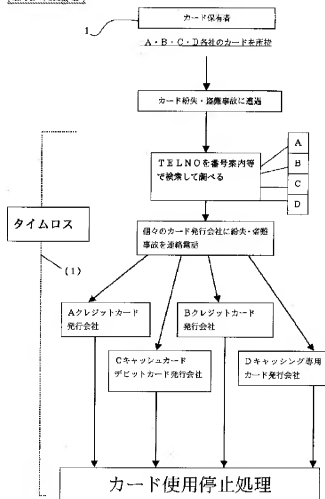 1
カード保有者
A・B・C・D各社のカードを所持
カード紛失・盗難事故に遭遇
TELNOを番号案内等
で検索して調べる
A
B
C
D
タイムロス
(1)
個々のカード発行会社に紛失・盗難
事故を連絡電話
Aクレジットカード
発行会社
Bクレジットカード
発行会社
Cキャッシュカード
デビットカード発行会社
Dキャッシング専用
カード発行会社
カード使用停止処理